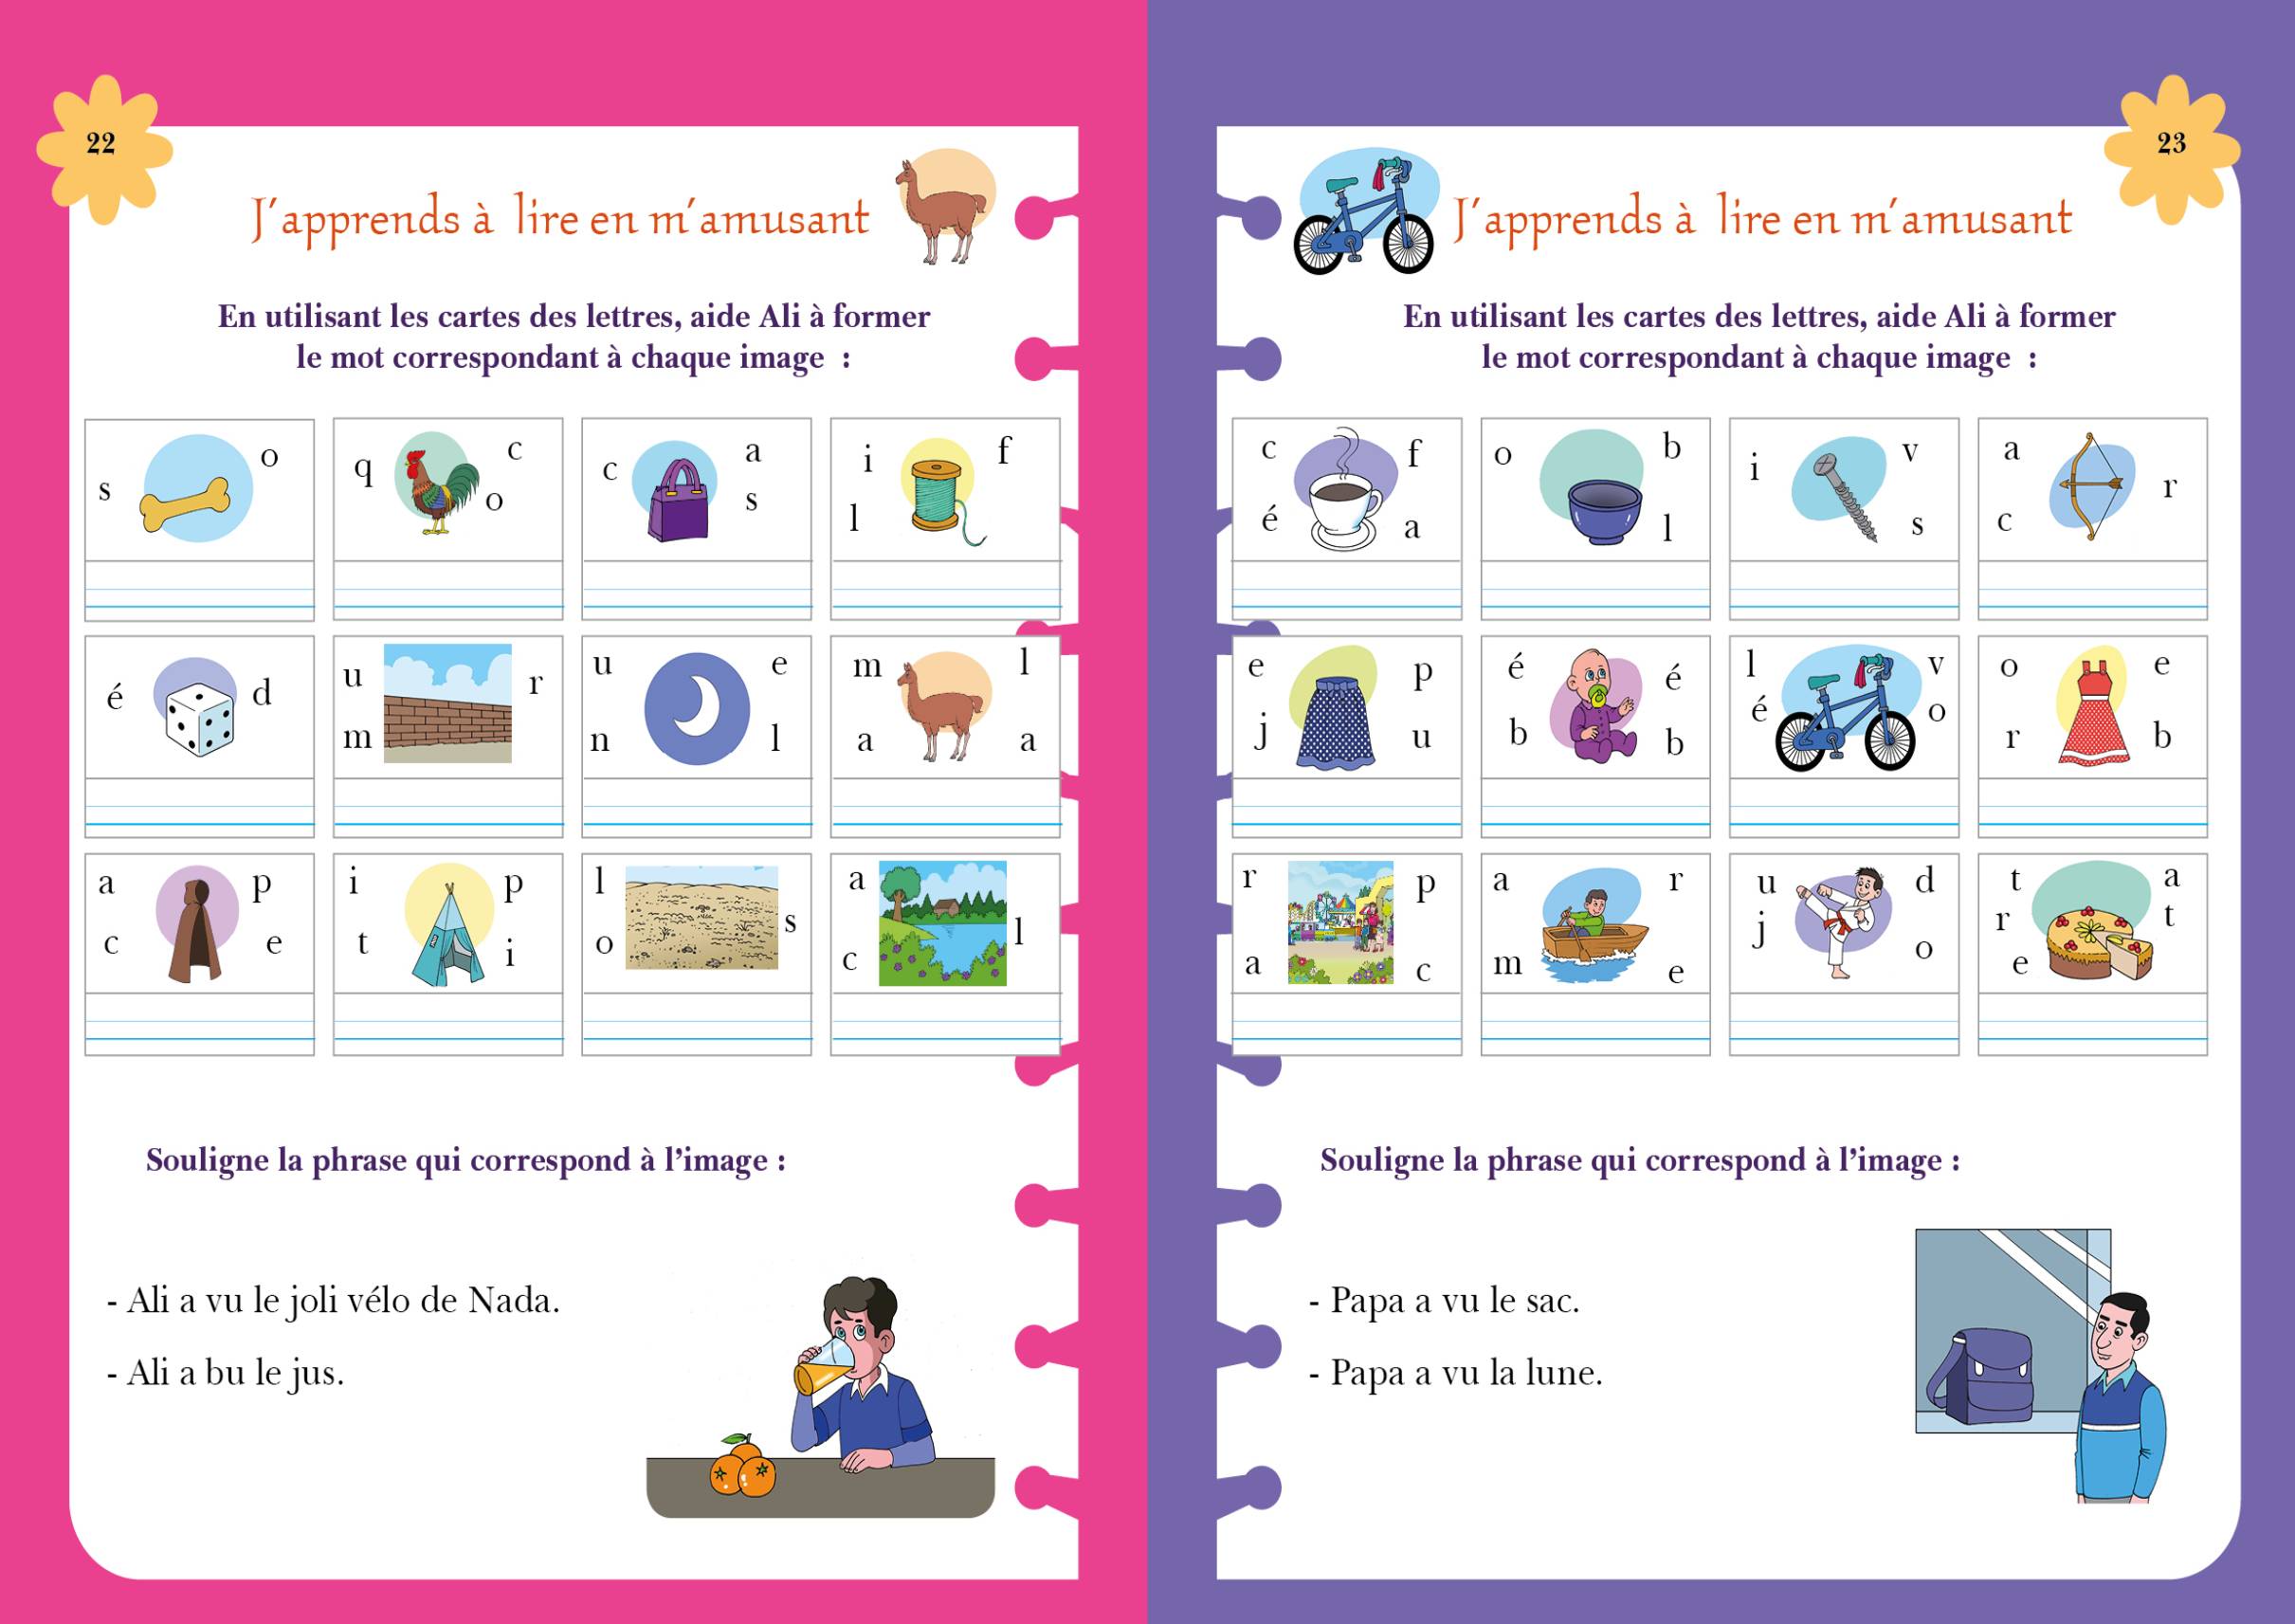 22
J'apprends à lire en m'amusant
En utilisant les cartes des lettres, aide Ali à former
le mot correspondant à chaque image :
s o
q c o
c a s
i f l
é d
u r m
u e n l
m l a a
a p c e
i p t i
l s o
a l c
Souligne la phrase qui correspond à l'image :
- Ali a vu le joli vélo de Nada.
- Ali a bu le jus.
23
J'apprends à lire en m'amusant
En utilisant les cartes des lettres, aide Ali à former
le mot correspondant à chaque image :
c f é a
o b l
i v s
a r c
e p j u
é é b b
l v é o
o e r b
r p a c
a r m e
u d j o
t a r t e
Souligne la phrase qui correspond à l'image :
- Papa a vu le sac.
- Papa a vu la lune.